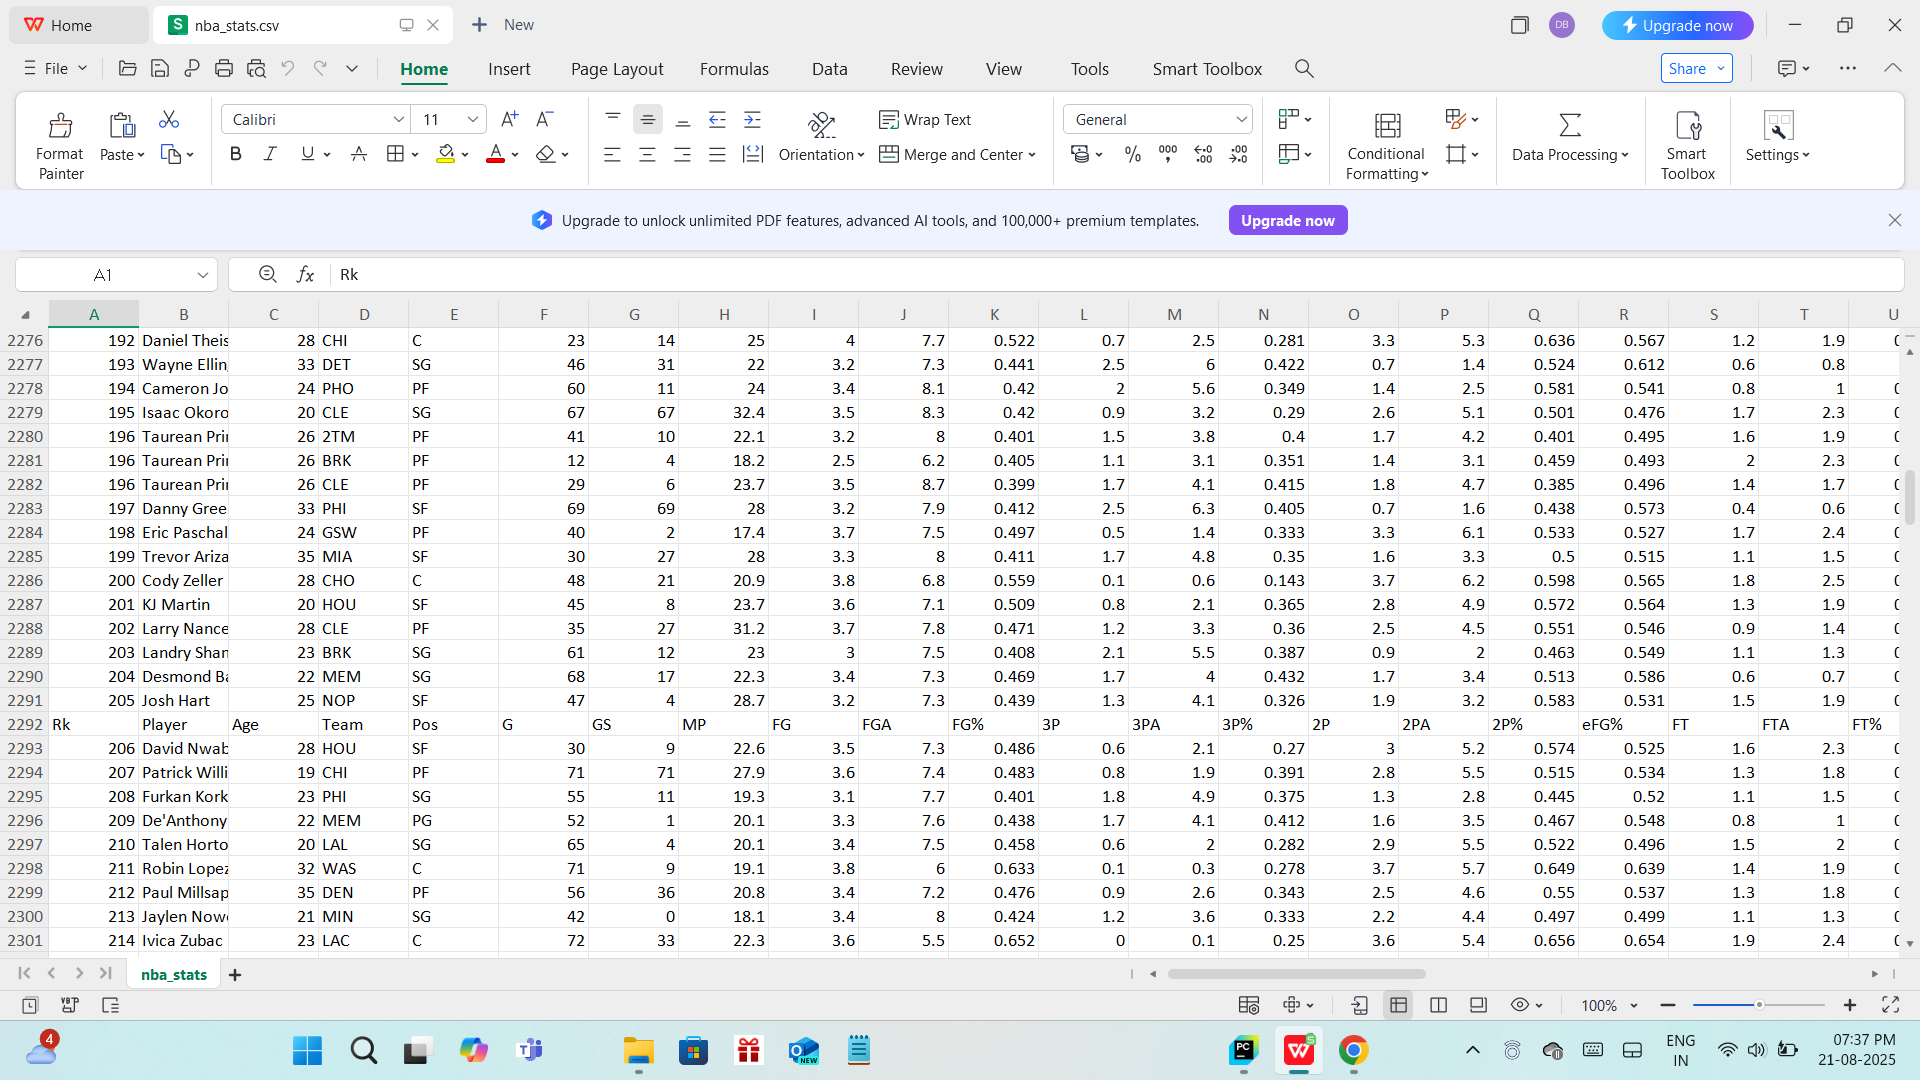 Home nba_stats.csv New DB Upgrade now
File Home Insert Page Layout Formulas Data Review View Tools Smart Toolbox Share
Format Painter Paste Calibri 11 A+ A- B I U A Orientation Wrap Text Merge and Center General % Conditional Formatting Data Processing Smart Toolbox Settings
Upgrade to unlock unlimited PDF features, advanced AI tools, and 100,000+ premium templates. Upgrade now
A1 fx Rk
A B C D E F G H I J K L M N O P Q R S T U
2276 192 Daniel Theis 28 CHI C 23 14 25 4 7.7 0.522 0.7 2.5 0.281 3.3 5.3 0.636 0.567 1.2 1.9
2277 193 Wayne Ellin 33 DET SG 46 31 22 3.2 7.3 0.441 2.5 6 0.422 0.7 1.4 0.524 0.612 0.6 0.8
2278 194 Cameron Jo 24 PHO PF 60 11 24 3.4 8.1 0.42 2 5.6 0.349 1.4 2.5 0.581 0.541 0.8 1
2279 195 Isaac Okoro 20 CLE SG 67 67 32.4 3.5 8.3 0.42 0.9 3.2 0.29 2.6 5.1 0.501 0.476 1.7 2.3
2280 196 Taurean Pri 26 2TM PF 41 10 22.1 3.2 8 0.401 1.5 3.8 0.4 1.7 4.2 0.401 0.495 1.6 1.9
2281 196 Taurean Pri 26 BRK PF 12 4 18.2 2.5 6.2 0.405 1.1 3.1 0.351 1.4 3.1 0.459 0.493 2 2.3
2282 196 Taurean Pri 26 CLE PF 29 6 23.7 3.5 8.7 0.399 1.7 4.1 0.415 1.8 4.7 0.385 0.496 1.4 1.7
2283 197 Danny Gree 33 PHI SF 69 69 28 3.2 7.9 0.412 2.5 6.3 0.405 0.7 1.6 0.438 0.573 0.4 0.6
2284 198 Eric Paschal 24 GSW PF 40 2 17.4 3.7 7.5 0.497 0.5 1.4 0.333 3.3 6.1 0.533 0.527 1.7 2.4
2285 199 Trevor Ariza 35 MIA SF 30 27 28 3.3 8 0.411 1.7 4.8 0.35 1.6 3.3 0.5 0.515 1.1 1.5
2286 200 Cody Zeller 28 CHO C 48 21 20.9 3.8 6.8 0.559 0.1 0.6 0.143 3.7 6.2 0.598 0.565 1.8 2.5
2287 201 KJ Martin 20 HOU SF 45 8 23.7 3.6 7.1 0.509 0.8 2.1 0.365 2.8 4.9 0.572 0.564 1.3 1.9
2288 202 Larry Nance 28 CLE PF 35 27 31.2 3.7 7.8 0.471 1.2 3.3 0.36 2.5 4.5 0.551 0.546 0.9 1.4
2289 203 Landry Shan 23 BRK SG 61 12 23 3 7.5 0.408 2.1 5.5 0.387 0.9 2 0.463 0.549 1.1 1.3
2290 204 Desmond Ba 22 MEM SG 68 17 22.3 3.4 7.3 0.469 1.7 4 0.432 1.7 3.4 0.513 0.586 0.6 0.7
2291 205 Josh Hart 25 NOP SF 47 4 28.7 3.2 7.3 0.439 1.3 4.1 0.326 1.9 3.2 0.583 0.531 1.5 1.9
2292 Rk Player Age Team Pos G GS MP FG FGA FG% 3P 3PA 3P% 2P 2PA 2P% eFG% FT FTA FT%
2293 206 David Nwab 28 HOU SF 30 9 22.6 3.5 7.3 0.486 0.6 2.1 0.27 3 5.2 0.574 0.525 1.6 2.3
2294 207 Patrick Willi 19 CHI PF 71 71 27.9 3.6 7.4 0.483 0.8 1.9 0.391 2.8 5.5 0.515 0.534 1.3 1.8
2295 208 Furkan Kork 23 PHI SG 55 11 19.3 3.1 7.7 0.401 1.8 4.9 0.375 1.3 2.8 0.445 0.52 1.1 1.5
2296 209 De'Anthony 22 MEM PG 52 1 20.1 3.3 7.6 0.438 1.7 4.1 0.412 1.6 3.5 0.467 0.548 0.8 1
2297 210 Talen Horto 20 LAL SG 65 4 20.1 3.4 7.5 0.458 0.6 2 0.282 2.9 5.5 0.522 0.496 1.5 2
2298 211 Robin Lopez 32 WAS C 71 9 19.1 3.8 6 0.633 0.1 0.3 0.278 3.7 5.7 0.649 0.639 1.4 1.9
2299 212 Paul Millsap 35 DEN PF 56 36 20.8 3.4 7.2 0.476 0.9 2.6 0.343 2.5 4.6 0.55 0.537 1.3 1.8
2300 213 Jaylen Now 21 MIN SG 42 0 18.1 3.4 8 0.424 1.2 3.6 0.333 2.2 4.4 0.497 0.499 1.1 1.3
2301 214 Ivica Zubac 23 LAC C 72 33 22.3 3.6 5.5 0.652 0 0.1 0.25 3.6 5.4 0.656 0.654 1.9 2.4
nba_stats
100%
4 NEW PC ENG IN 07:37 PM 21-08-2025